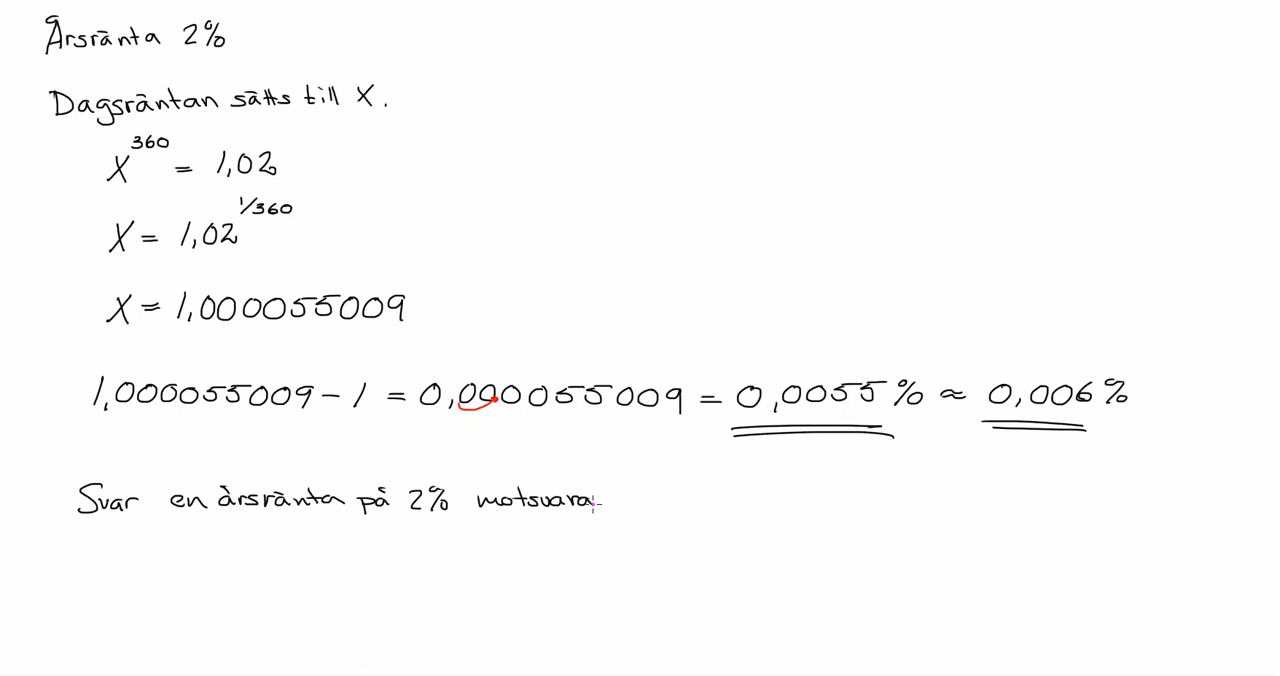 Årsränta 2%
Dagsräntan sätts till X.
X^360 = 1,02
X = 1,02^1/360
X = 1,000055009
1,000055009 - 1 = 0,000055009 = 0,0055% ≈ 0,006%
Svar en årsränta på 2% motsvara